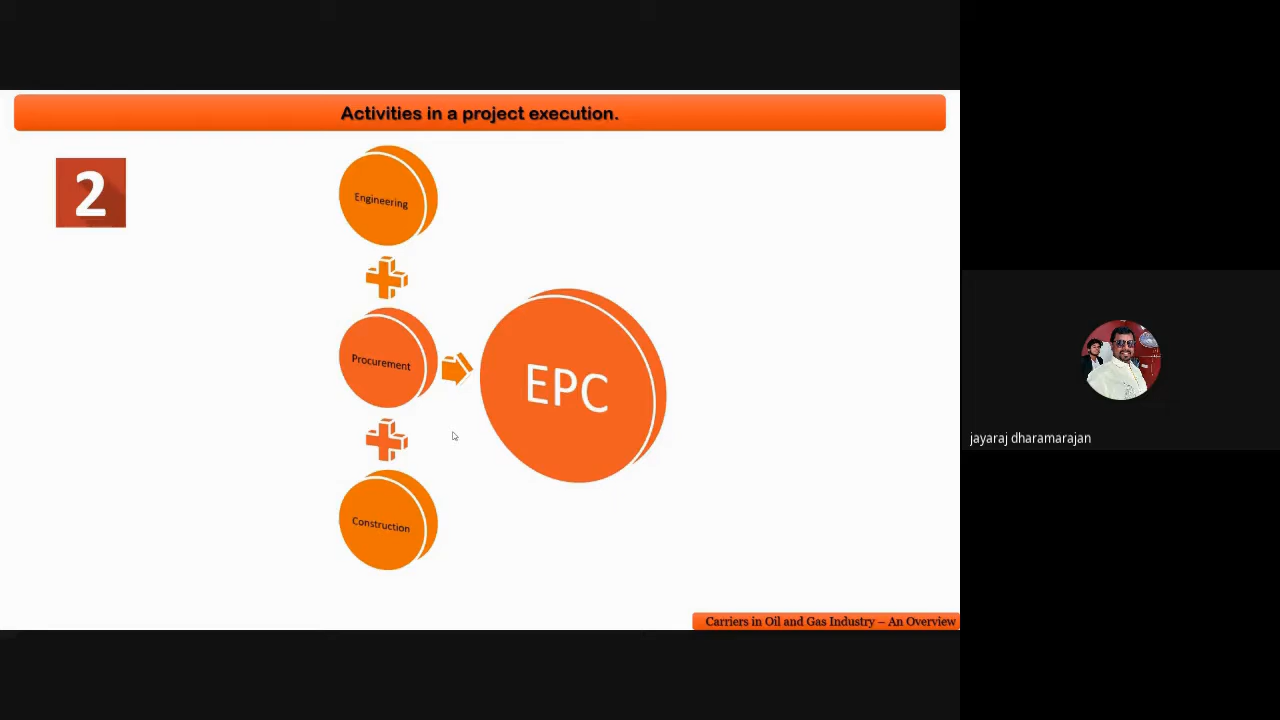 Activities in a project execution.
2
Engineering
Procurement
Construction
EPC
jayaraj dharamarajan
Carriers in Oil and Gas Industry – An Overview